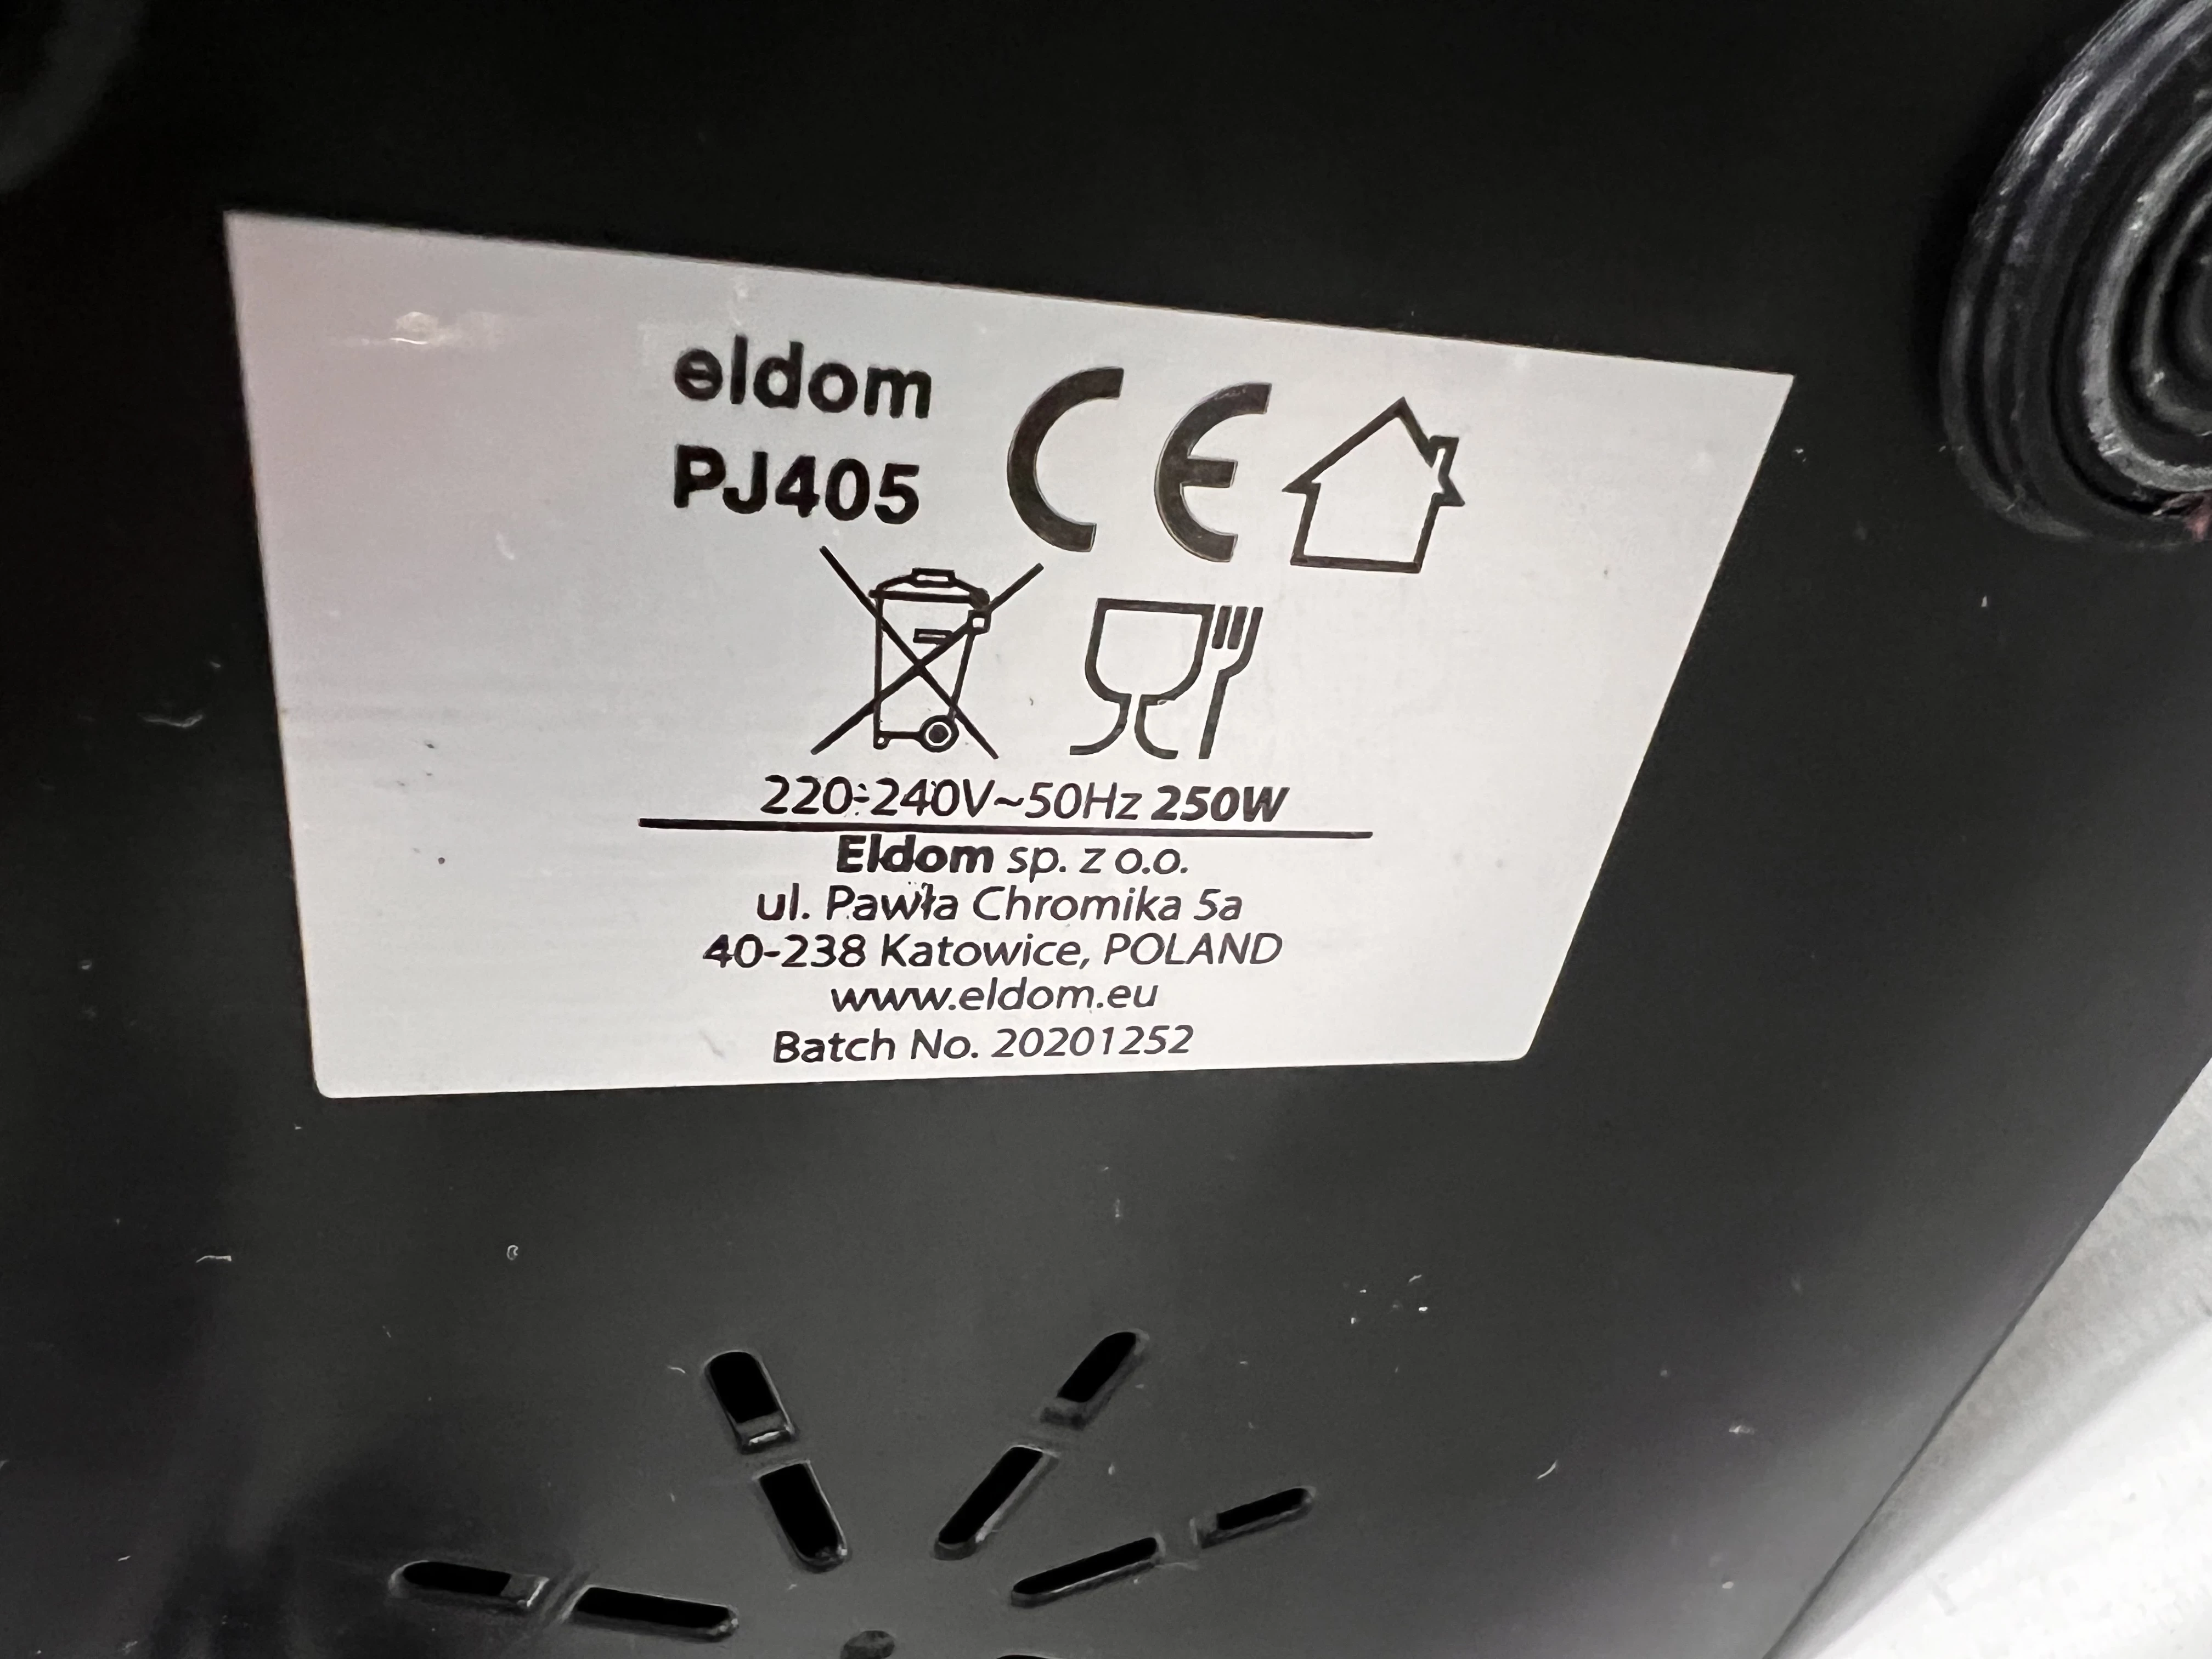 eldom
PJ405
CE
220÷240V~50Hz 250W
Eldom sp. z o.o.
ul. Pawła Chromika 5a
40-238 Katowice, POLAND
www.eldom.eu
Batch No. 20201252